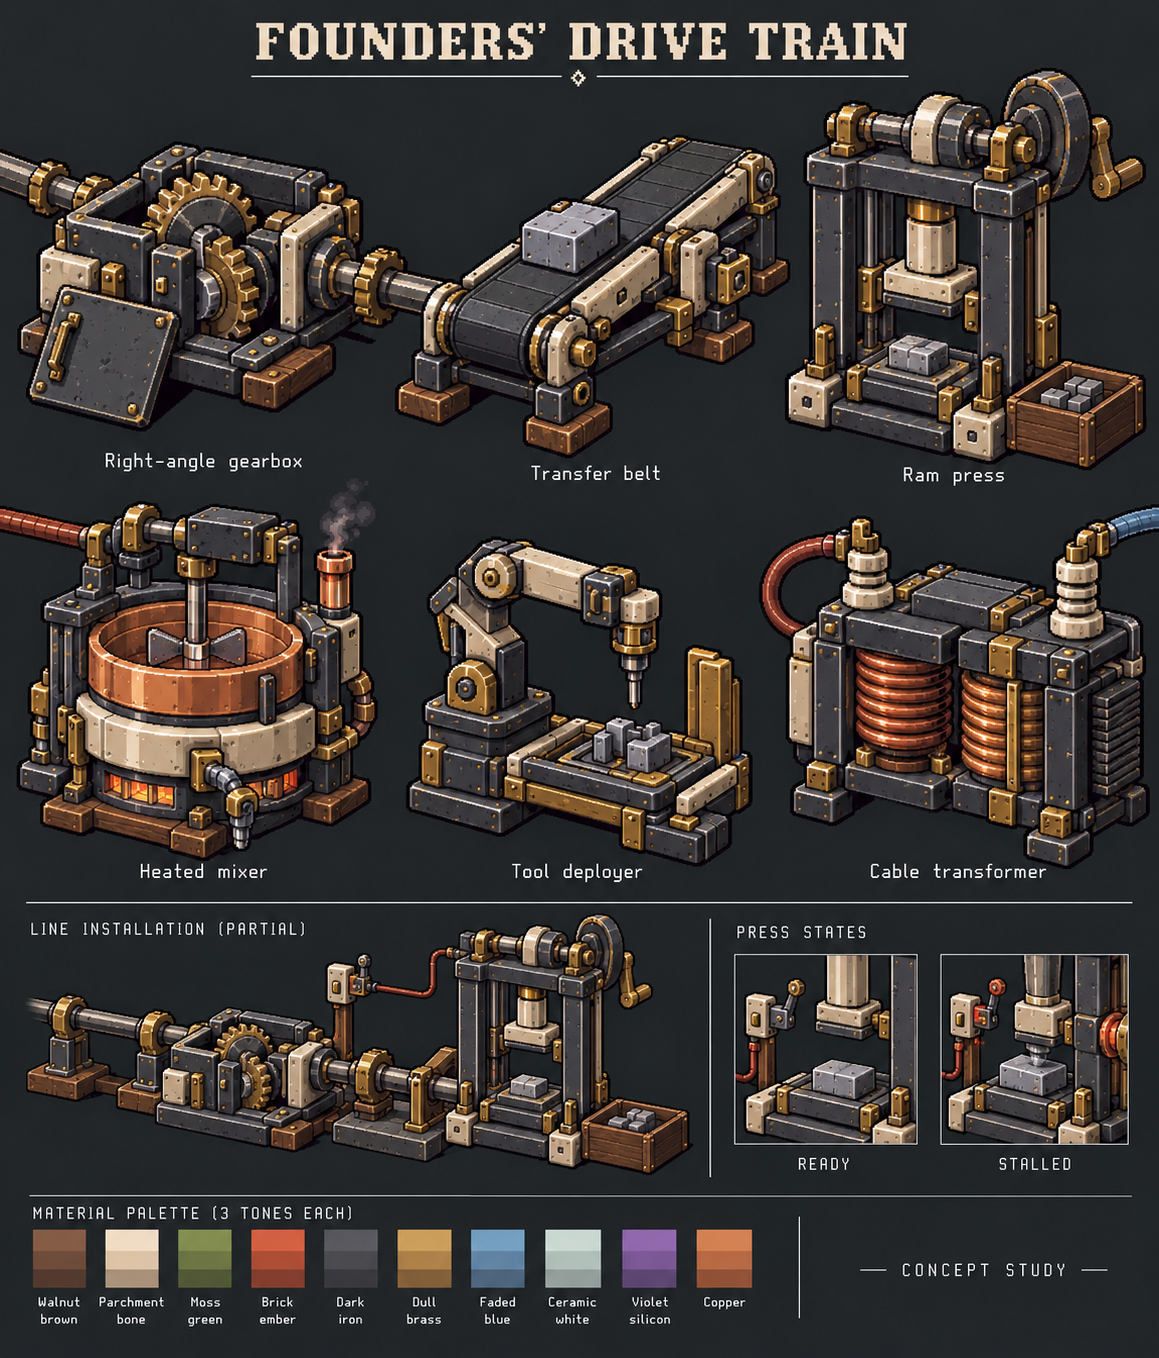 FOUNDERS’ DRIVE TRAIN
Right-angle gearbox
Transfer belt
Ram press
Heated mixer
Tool deployer
Cable transformer
LINE INSTALLATION (PARTIAL)
PRESS STATES
READY
STALLED
MATERIAL PALETTE (3 TONES EACH)
Walnut
brown
Parchment
bone
Moss
green
Brick
ember
Dark
iron
Dull
brass
Faded
blue
Ceramic
white
Violet
silicon
Copper
CONCEPT STUDY